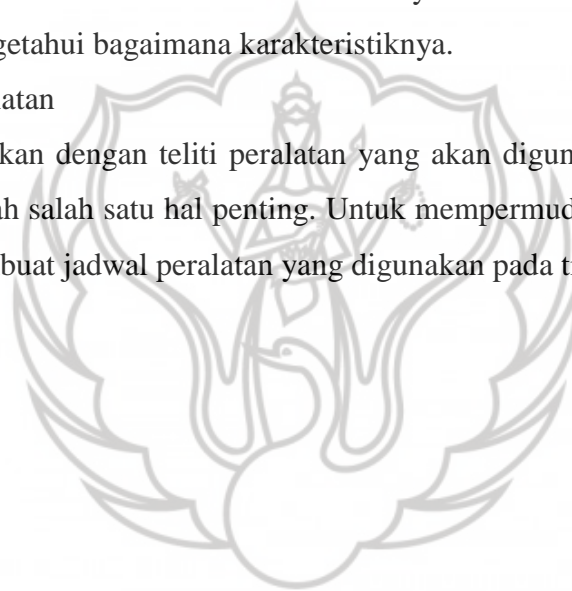 getahui bagaimana karakteristiknya.
atan
kan dengan teliti peralatan yang akan digun
ah salah satu hal penting. Untuk mempermud
buat jadwal peralatan yang digunakan pada t